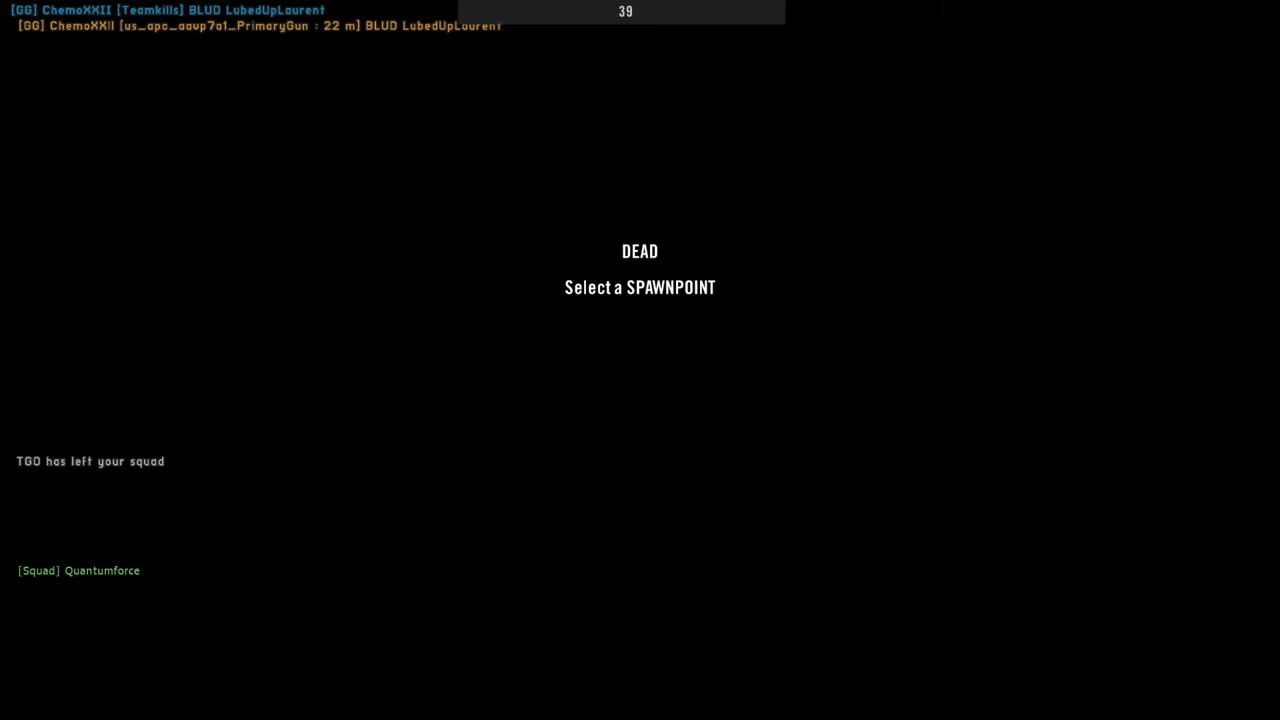 [GG] ChemoXXII [Teamkills] BLUD LubedUpLaurent
39
[GG] ChemoXXII [us_apc_aavp7a1_PrimaryGun : 22 m] BLUD LubedUpLaurent
DEAD
Select a SPAWNPOINT
TGO has left your squad
[Squad] Quantumforce